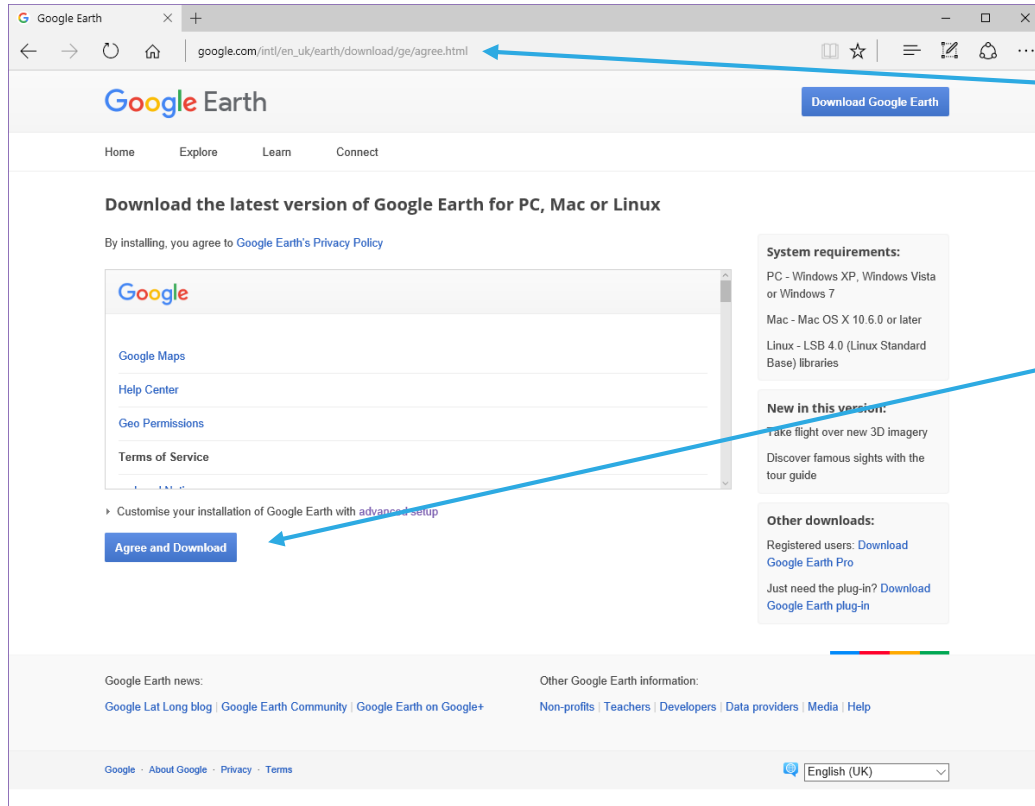 Google Earth
google.com/intl/en_uk/earth/download/ge/agree.html
Google Earth
Download Google Earth
Home Explore Learn Connect
Download the latest version of Google Earth for PC, Mac or Linux
By installing, you agree to Google Earth's Privacy Policy
Google
Google Maps
Help Center
Geo Permissions
Terms of Service
Customise your installation of Google Earth with advanced setup
Agree and Download
System requirements:
PC - Windows XP, Windows Vista
or Windows 7
Mac - Mac OS X 10.6.0 or later
Linux - LSB 4.0 (Linux Standard
Base) libraries
New in this version:
Take flight over new 3D imagery
Discover famous sights with the
tour guide
Other downloads:
Registered users: Download
Google Earth Pro
Just need the plug-in? Download
Google Earth plug-in
Google Earth news:
Google Lat Long blog | Google Earth Community | Google Earth on Google+
Other Google Earth information:
Non-profits | Teachers | Developers | Data providers | Media | Help
Google · About Google · Privacy · Terms
English (UK)